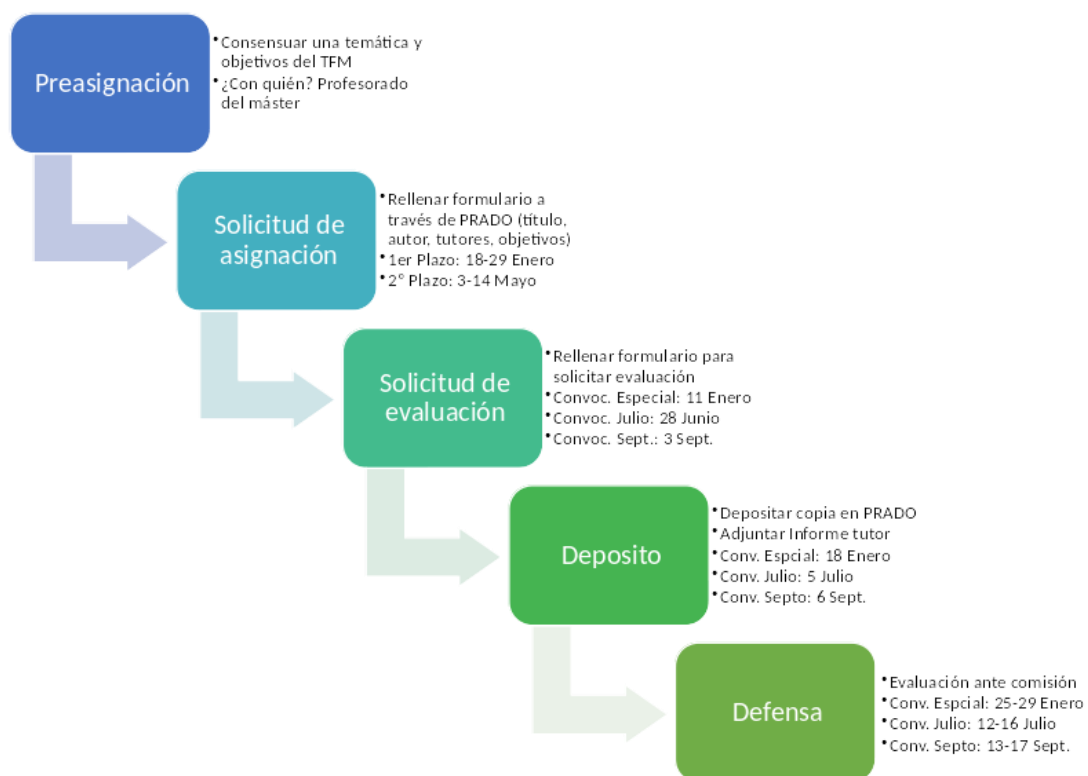 Preasignación
•Consensuar una temática y
objetivos del TFM
•¿Con quién? Profesorado
del máster
Solicitud de
asignación
•Rellenar formulario a
través de PRADO (título,
autor, tutores, objetivos)
•1er Plazo: 18-29 Enero
•2º Plazo: 3-14 Mayo
Solicitud de
evaluación
•Rellenar formulario para
solicitar evaluación
•Convoc. Especial: 11 Enero
•Convoc. Julio: 28 Junio
•Convoc. Sept.: 3 Sept.
Deposito
•Depositar copia en PRADO
•Adjuntar Informe tutor
•Conv. Espcial: 18 Enero
•Conv. Julio: 5 Julio
•Conv. Septo: 6 Sept.
Defensa
•Evaluación ante comisión
•Conv. Espcial: 25-29 Enero
•Conv. Julio: 12-16 Julio
•Conv. Septo: 13-17 Sept.